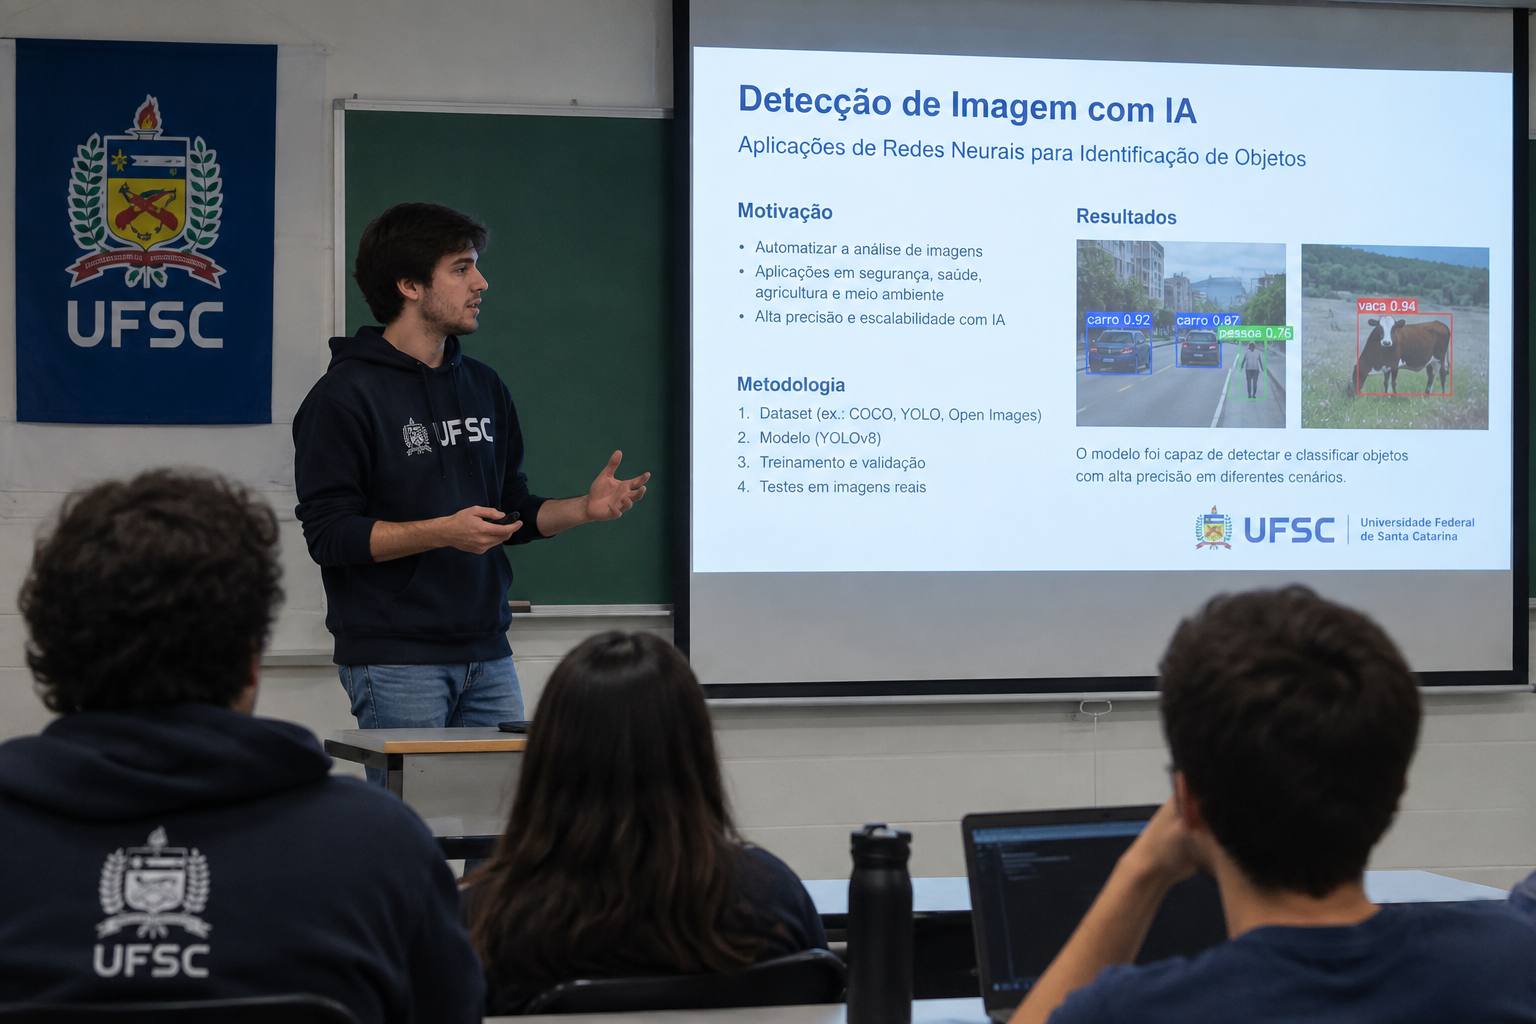 UFSC
Detecção de Imagem com IA
Aplicações de Redes Neurais para Identificação de Objetos
Motivação
• Automatizar a análise de imagens
• Aplicações em segurança, saúde,
agricultura e meio ambiente
• Alta precisão e escalabilidade com IA
Metodologia
1. Dataset (ex.: COCO, YOLO, Open Images)
2. Modelo (YOLOv8)
3. Treinamento e validação
4. Testes em imagens reais
Resultados
carro 0.92
carro 0.87
pessoa 0.76
vaca 0.94
O modelo foi capaz de detectar e classificar objetos
com alta precisão em diferentes cenários.
UFSC
Universidade Federal
de Santa Catarina
UFSC
UFSC